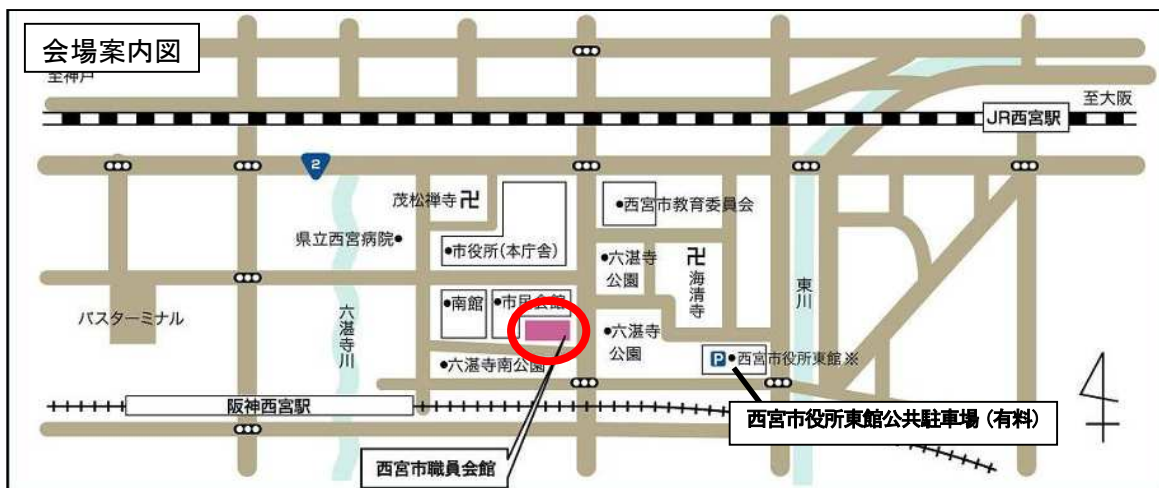 会場案内図
至神戸
至大阪
JR西宮駅
2
茂松禅寺
県立西宮病院
市役所(本庁舎)
西宮市教育委員会
六湛寺
公園
海清寺
東川
バスターミナル
六湛寺川
南館
市民会館
六湛寺
公園
六湛寺南公園
P
西宮市役所東館※
阪神西宮駅
西宮市役所東館公共駐車場(有料)
西宮市職員会館